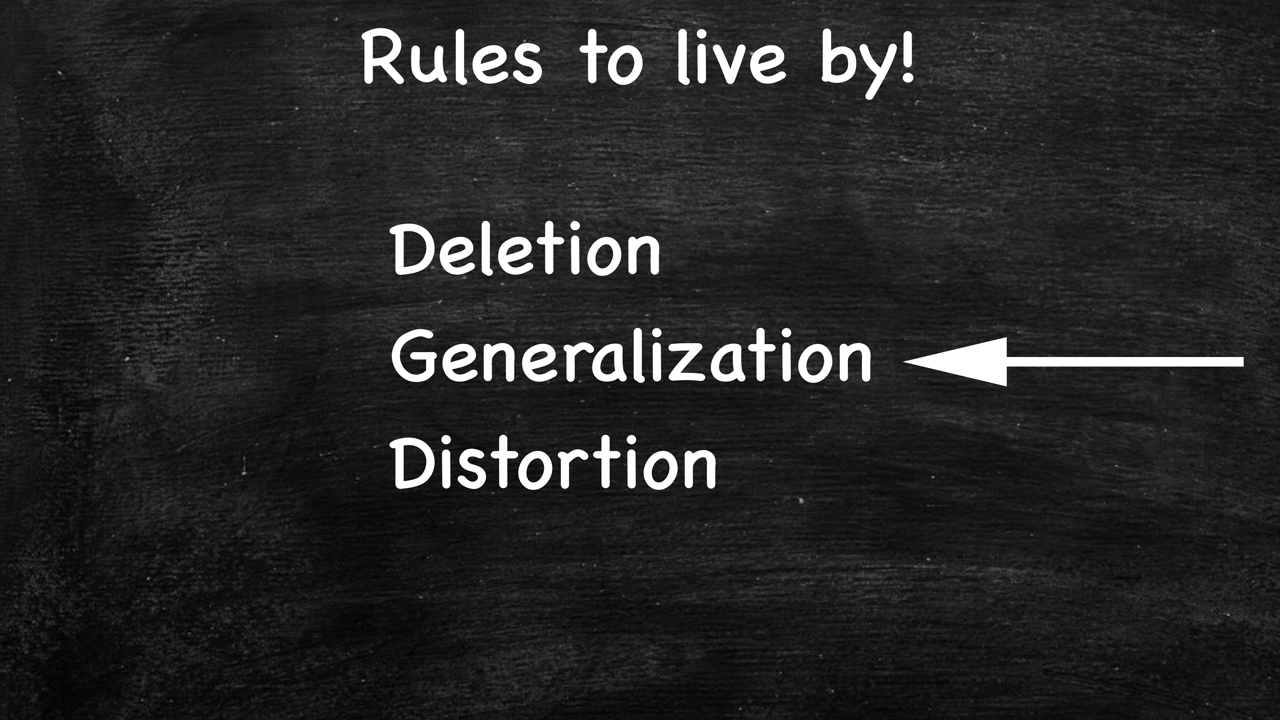 Rules to live by!
Deletion
Generalization
Distortion